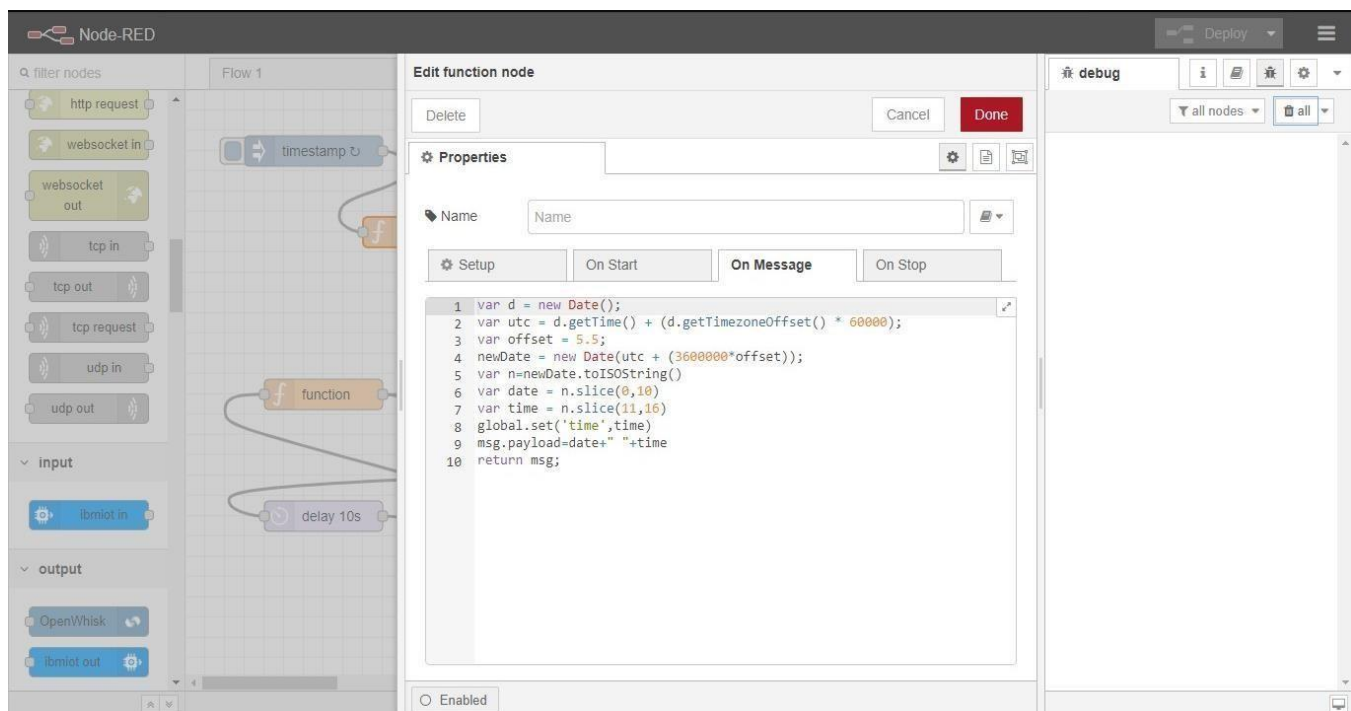 Node-RED
Deploy
filter nodes
http request
websocket in
websocket
out
tcp in
tcp out
tcp request
udp in
udp out
input
ibmiot in
output
OpenWhisk
ibmiot out
Flow 1
timestamp ↻
f
function
delay 10s
Edit function node
Delete
Cancel
Done
Properties
Name
Name
Setup
On Start
On Message
On Stop
1 var d = new Date();
2 var utc = d.getTime() + (d.getTimezoneOffset() * 60000);
3 var offset = 5.5;
4 newDate = new Date(utc + (3600000*offset));
5 var n=newDate.toISOString()
6 var date = n.slice(0,10)
7 var time = n.slice(11,16)
8 global.set('time',time)
9 msg.payload=date+" "+time
10 return msg;
Enabled
debug
i
all nodes
all